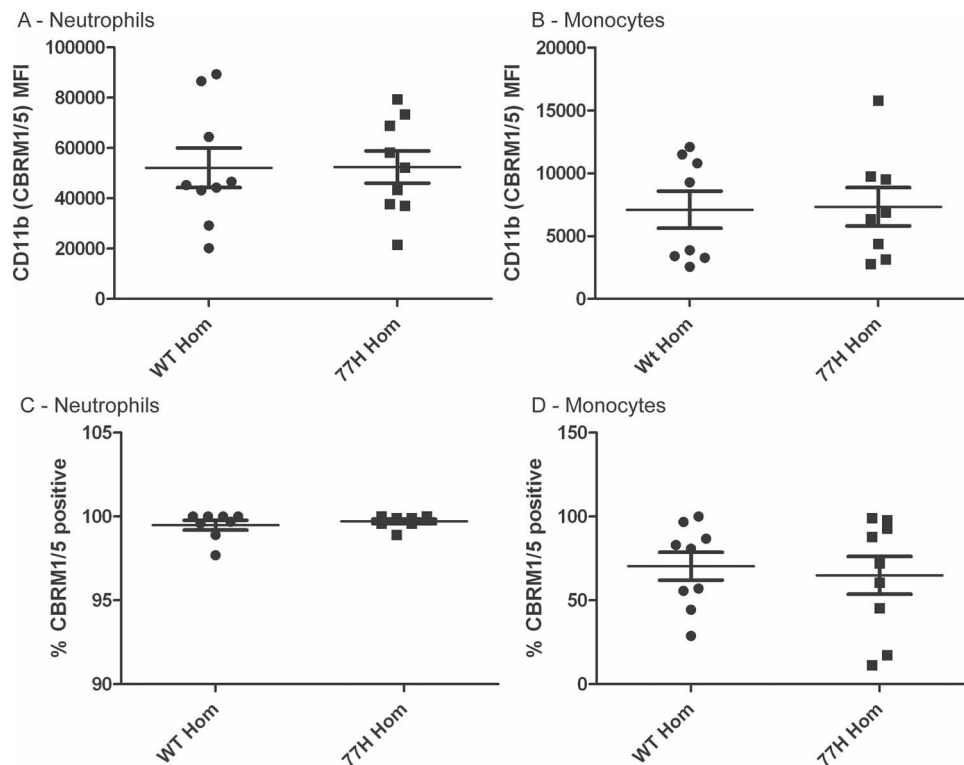 A - Neutrophils
CD11b (CBRM1/5) MFI
100000
80000
60000
40000
20000
0
WT Hom
77H Hom
B - Monocytes
CD11b (CBRM1/5) MFI
20000
15000
10000
5000
0
Wt Hom
77H Hom
C - Neutrophils
% CBRM1/5 positive
105
100
95
90
WT Hom
77H Hom
D - Monocytes
% CBRM1/5 positive
150
100
50
0
WT Hom
77H Hom